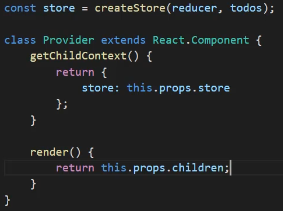 const store = createStore(reducer, todos);
class Provider extends React.Component {
getChildContext() {
return {
store: this.props.store
};
}
render() {
return this.props.children;
}
}